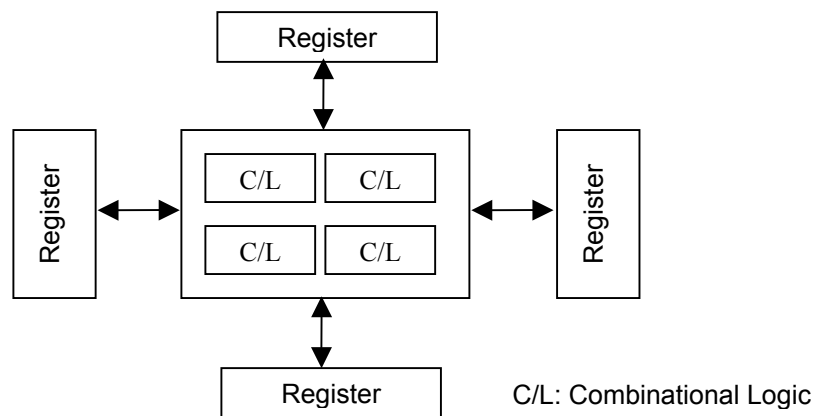 Register
Register
C/L C/L
Register
C/L C/L
Register
C/L: Combinational Logic